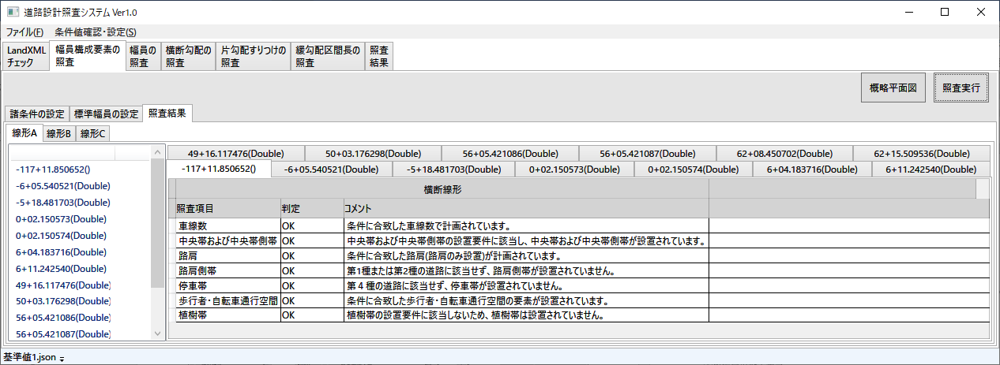 道路設計照査システム Ver1.0
ファイル(F) 条件値確認・設定(S)
LandXML
チェック
幅員構成要素の
照査
幅員の
照査
横断勾配の
照査
片勾配すりつけの
照査
緩勾配区間長の
照査
照査
結果
概略平面図 照査実行
諸条件の設定 標準幅員の設定 照査結果
線形A 線形B 線形C
-117+11.850652()
-6+05.540521(Double)
-5+18.481703(Double)
0+02.150573(Double)
0+02.150574(Double)
6+04.183716(Double)
6+11.242540(Double)
49+16.117476(Double)
50+03.176298(Double)
56+05.421086(Double)
56+05.421087(Double)
49+16.117476(Double) 50+03.176298(Double) 56+05.421086(Double) 56+05.421087(Double) 62+08.450702(Double) 62+15.509536(Double)
-117+11.850652() -6+05.540521(Double) -5+18.481703(Double) 0+02.150573(Double) 0+02.150574(Double) 6+04.183716(Double) 6+11.242540(Double)
横断線形
照査項目 判定 コメント
車線数 OK 条件に合致した車線数で計画されています。
中央帯および中央帯側帯 OK 中央帯および中央帯側帯の設置要件に該当し、中央帯および中央帯側帯が設置されています。
路肩 OK 条件に合致した路肩(路肩のみ設置)が計画されています。
路肩側帯 OK 第1種または第2種の道路に該当せず、路肩側帯が設置されていません。
停車帯 OK 第４種の道路に該当せず、停車帯が設置されていません。
歩行者・自転車通行空間 OK 条件に合致した歩行者・自転車通行空間の要素が設置されています。
植樹帯 OK 植樹帯の設置要件に該当しないため、植樹帯は設置されていません。
基準値1.json